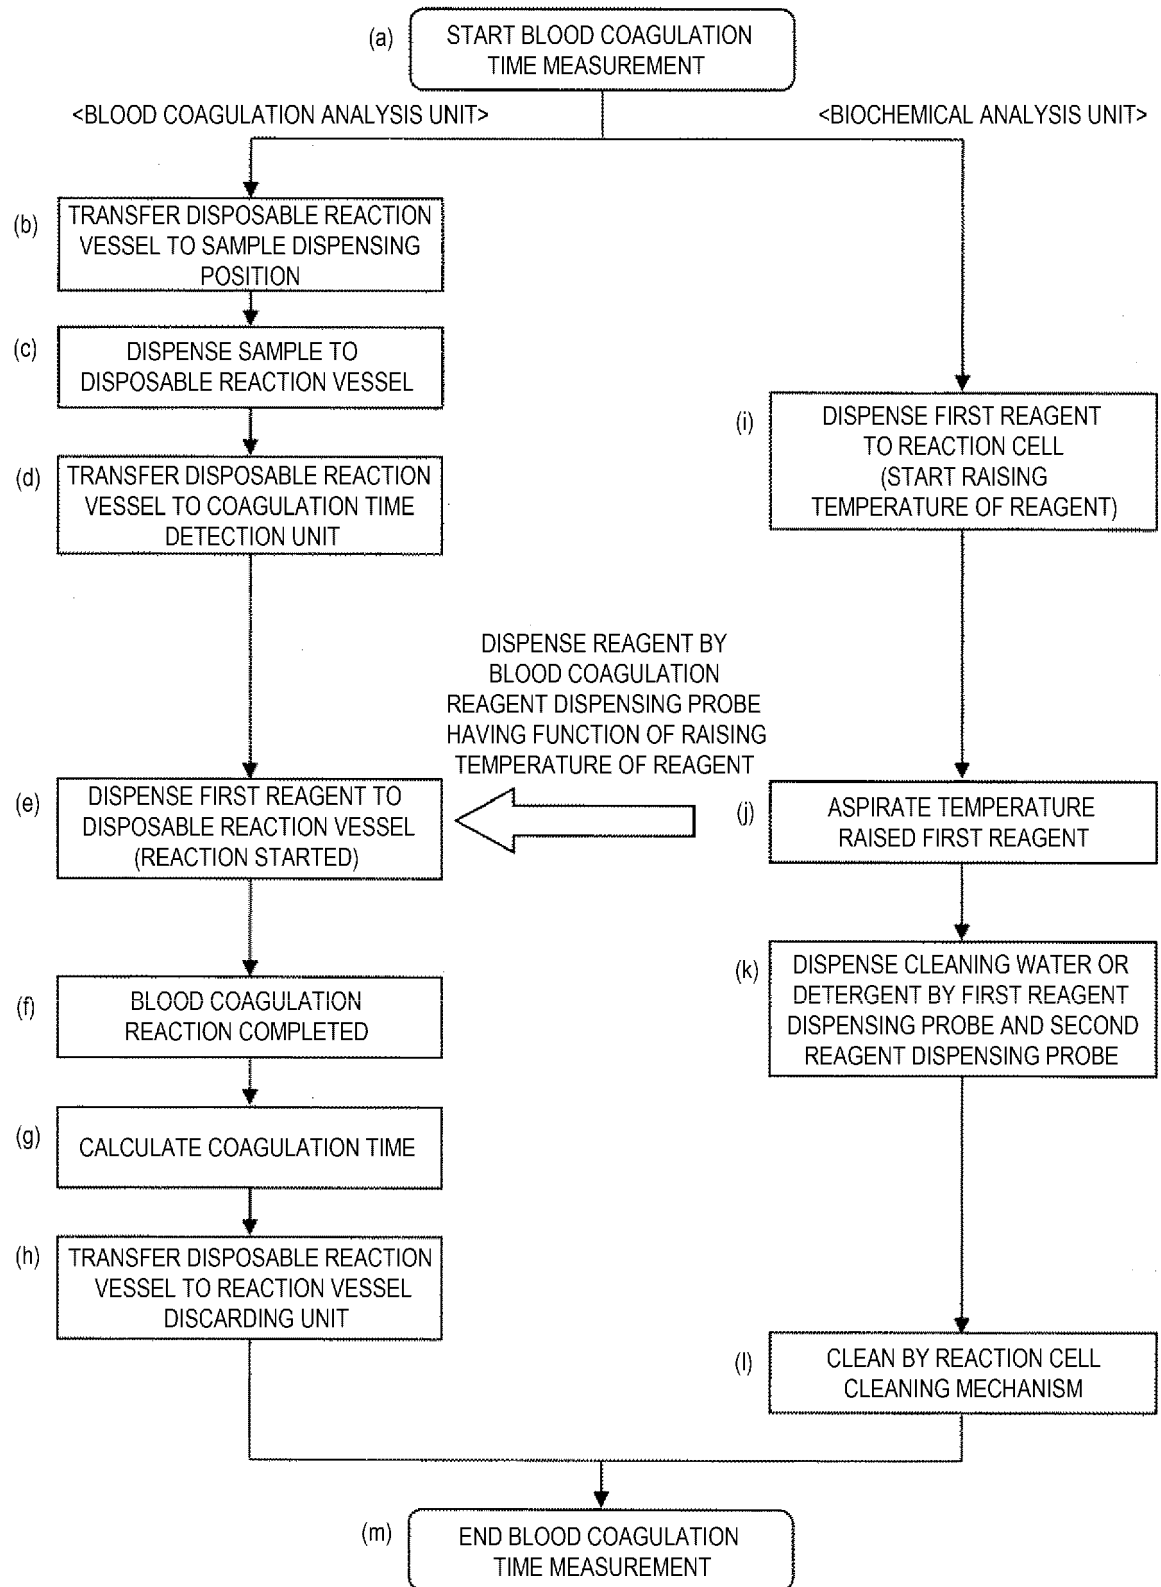 (a)
START BLOOD COAGULATION
TIME MEASUREMENT
<BLOOD COAGULATION ANALYSIS UNIT>
<BIOCHEMICAL ANALYSIS UNIT>
(b)
TRANSFER DISPOSABLE REACTION
VESSEL TO SAMPLE DISPENSING
POSITION
(c)
DISPENSE SAMPLE TO
DISPOSABLE REACTION VESSEL
(d)
TRANSFER DISPOSABLE REACTION
VESSEL TO COAGULATION TIME
DETECTION UNIT
(i)
DISPENSE FIRST REAGENT
TO REACTION CELL
(START RAISING
TEMPERATURE OF REAGENT)
DISPENSE REAGENT BY
BLOOD COAGULATION
REAGENT DISPENSING PROBE
HAVING FUNCTION OF RAISING
TEMPERATURE OF REAGENT
(e)
DISPENSE FIRST REAGENT TO
DISPOSABLE REACTION VESSEL
(REACTION STARTED)
(j)
ASPIRATE TEMPERATURE
RAISED FIRST REAGENT
(k)
DISPENSE CLEANING WATER OR
DETERGENT BY FIRST REAGENT
DISPENSING PROBE AND SECOND
REAGENT DISPENSING PROBE
(f)
BLOOD COAGULATION
REACTION COMPLETED
(g)
CALCULATE COAGULATION TIME
(h)
TRANSFER DISPOSABLE REACTION
VESSEL TO REACTION VESSEL
DISCARDING UNIT
(l)
CLEAN BY REACTION CELL
CLEANING MECHANISM
(m)
END BLOOD COAGULATION
TIME MEASUREMENT